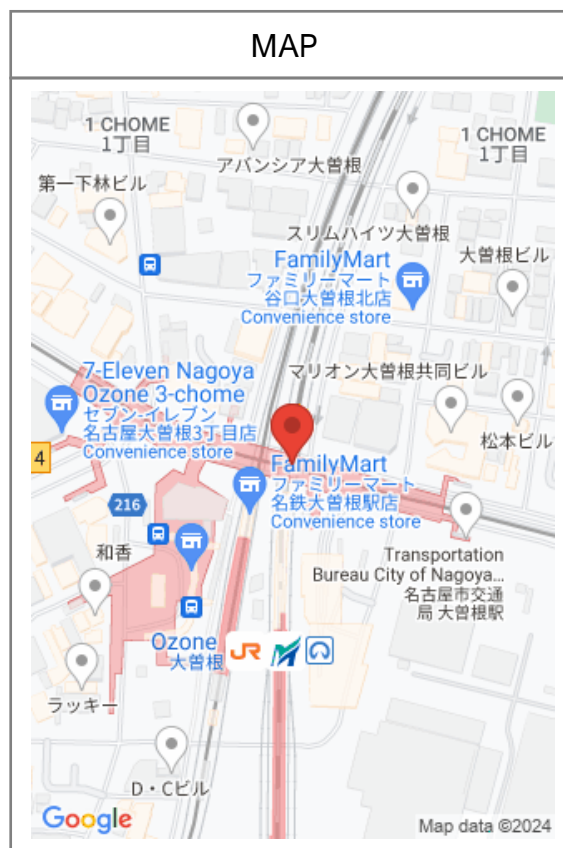 MAP
1 CHOME
1丁目
アバンシア大曽根
1 CHOME
1丁目
第一下林ビル
スリムハイツ大曽根
FamilyMart
ファミリーマート
谷口大曽根北店
Convenience store
大曽根ビル
7-Eleven Nagoya
Ozone 3-chome
セブン-イレブン
名古屋大曽根3丁目店
Convenience store
マリオン大曽根共同ビル
松本ビル
4
FamilyMart
ファミリーマート
名鉄大曽根駅店
Convenience store
216
和香
Transportation
Bureau City of Nagoya...
名古屋市交通
局 大曽根駅
Ozone
大曽根
JR
ラッキー
D・Cビル
Google
Map data ©2024